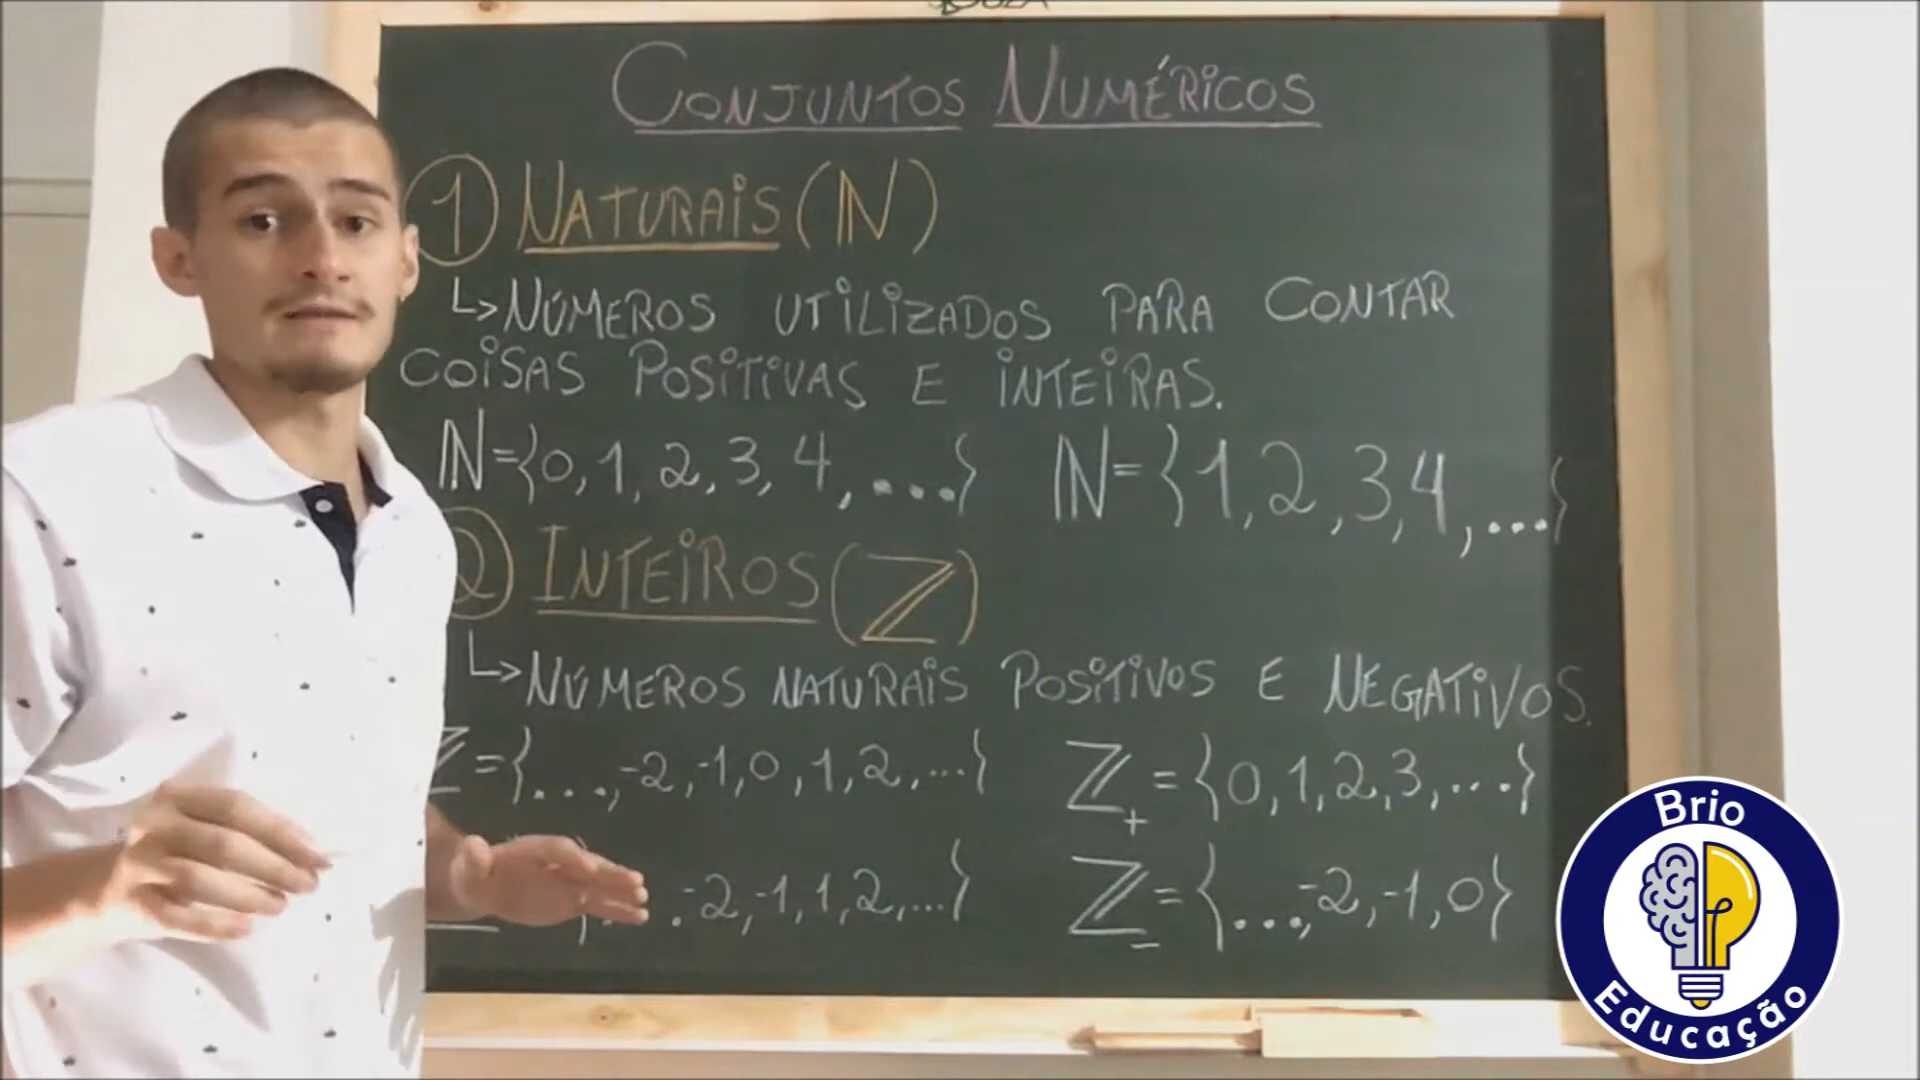 CONJUNTOS NUMÉRICOS
1 NATURAIS (ℕ)
↳ NÚMEROS UTILIZADOS PARA CONTAR
COISAS POSITIVAS E INTEIRAS.
ℕ={0,1,2,3,4,...} ℕ={1,2,3,4,...}
2 INTEIROS (ℤ)
↳ NÚMEROS NATURAIS POSITIVOS E NEGATIVOS.
ℤ={...,-2,-1,0,1,2,...} ℤ₊={0,1,2,3,...}
-2,-1,1,2,...} ℤ₋={...,-2,-1,0}
Brio
Educação